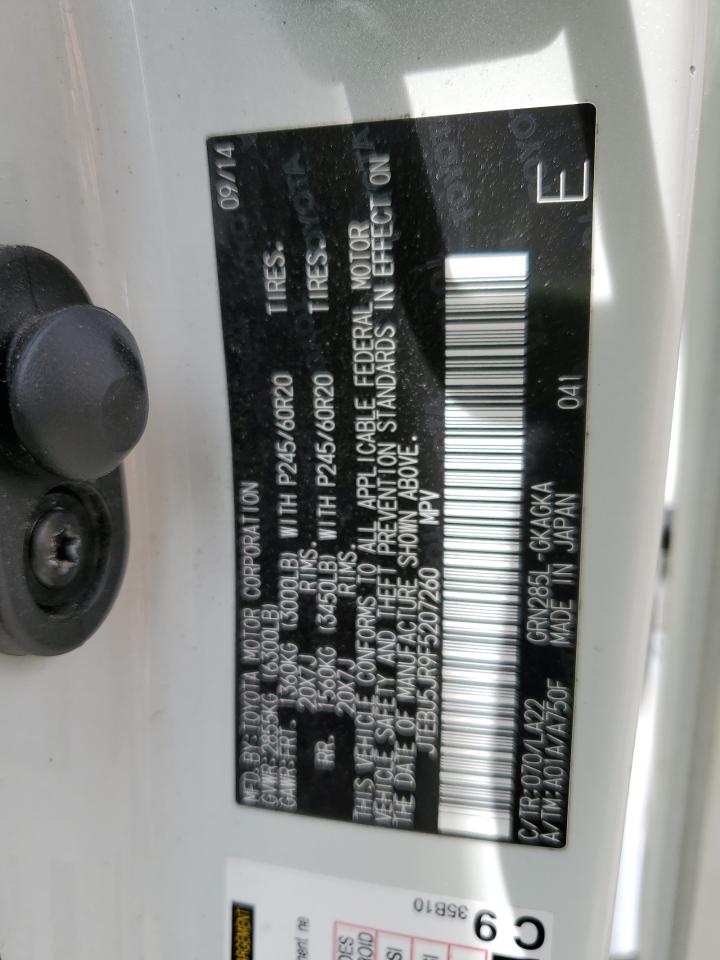 MFD. BY:TOYOTA MOTOR CORPORATION 09/14
GVWR:2855KG (6300LB)
GAWR:FRT. 1360KG (3000LB) WITH P245/60R20 TIRES.
20X7J RIMS.
RR. 1560KG (3450LB) WITH P245/60R20 TIRES.
20X7J RIMS.
THIS VEHICLE CONFORMS TO ALL APPLICABLE FEDERAL MOTOR
VEHICLE SAFETY AND THEFT PREVENTION STANDARDS IN EFFECT ON
THE DATE OF MANUFACTURE SHOWN ABOVE.
JTEBU5JR9F5207260 MPV
C/TR:070/LA22 GRN285L-GKAGKA 041 E
A/TM:A01A/A750F MADE IN JAPAN
C9
35B10